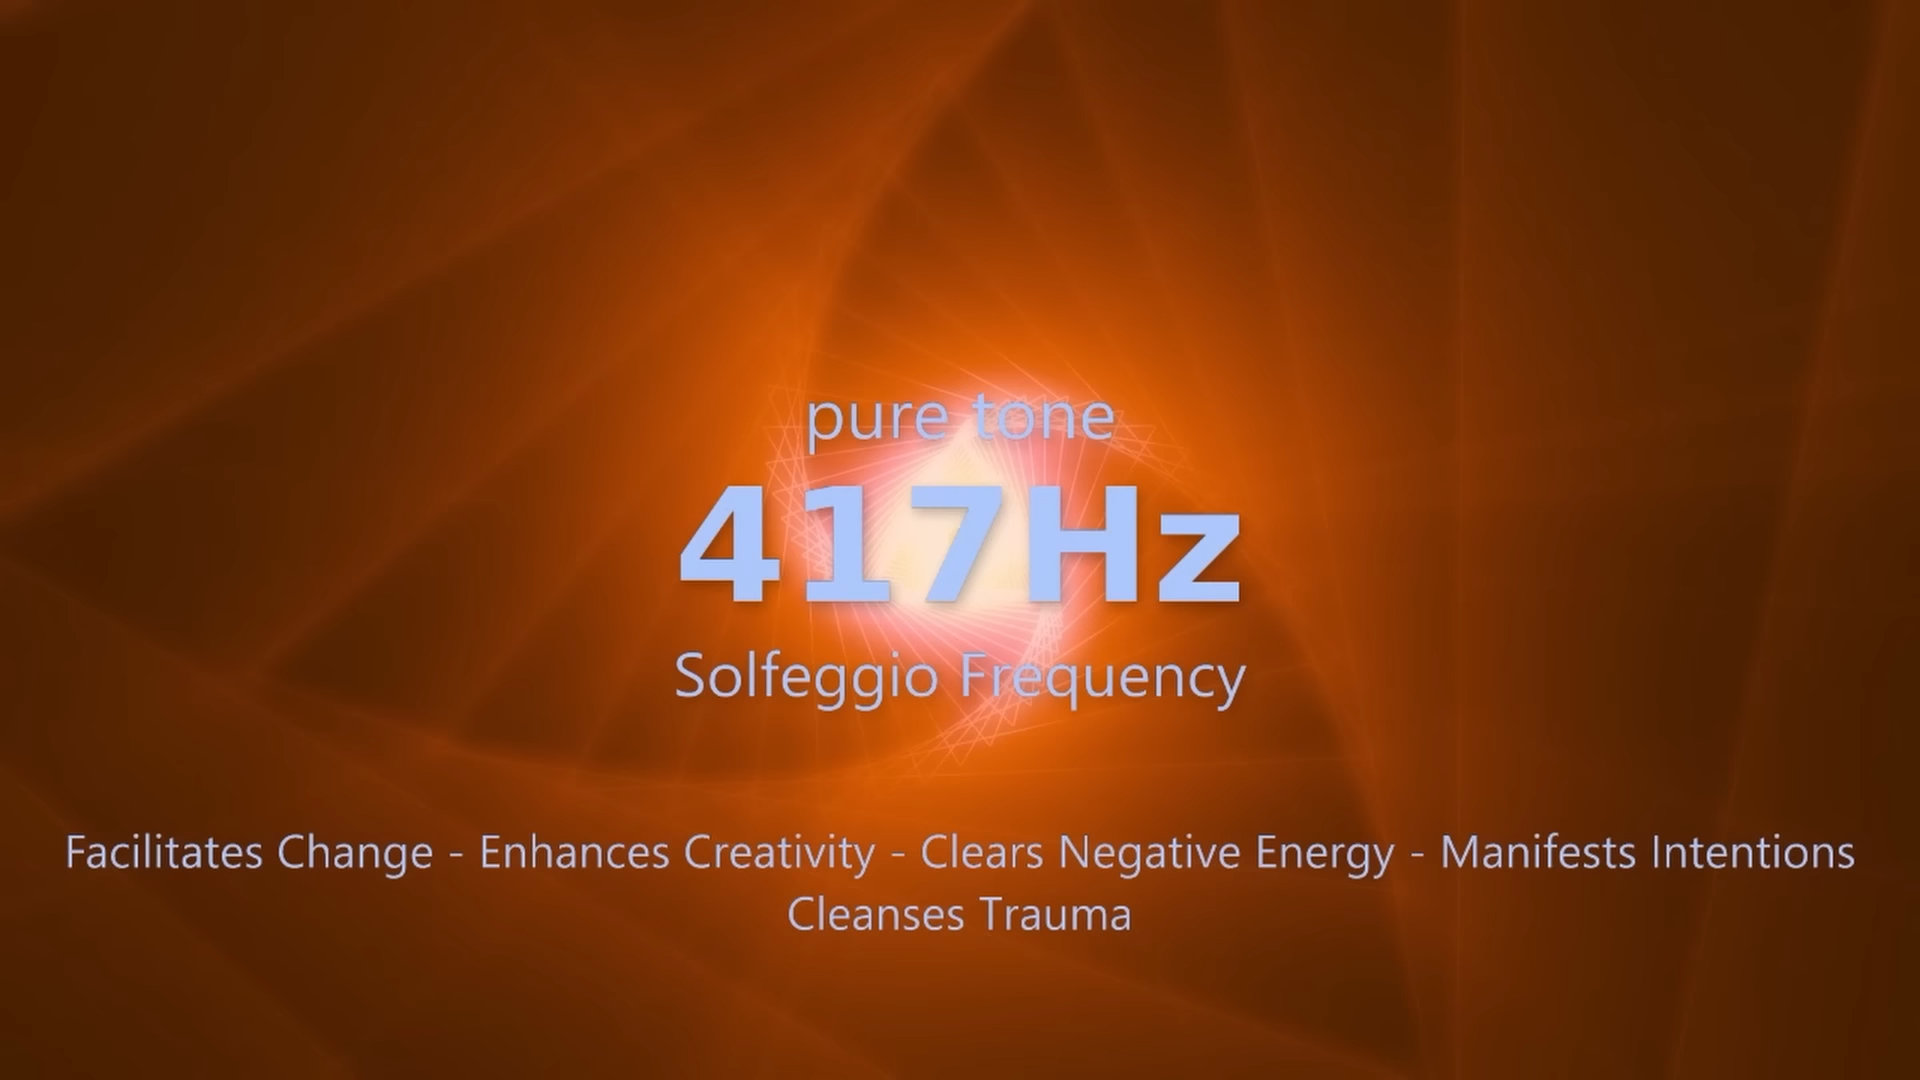 pure tone
417Hz
Solfeggio Frequency
Facilitates Change - Enhances Creativity - Clears Negative Energy - Manifests Intentions
Cleanses Trauma